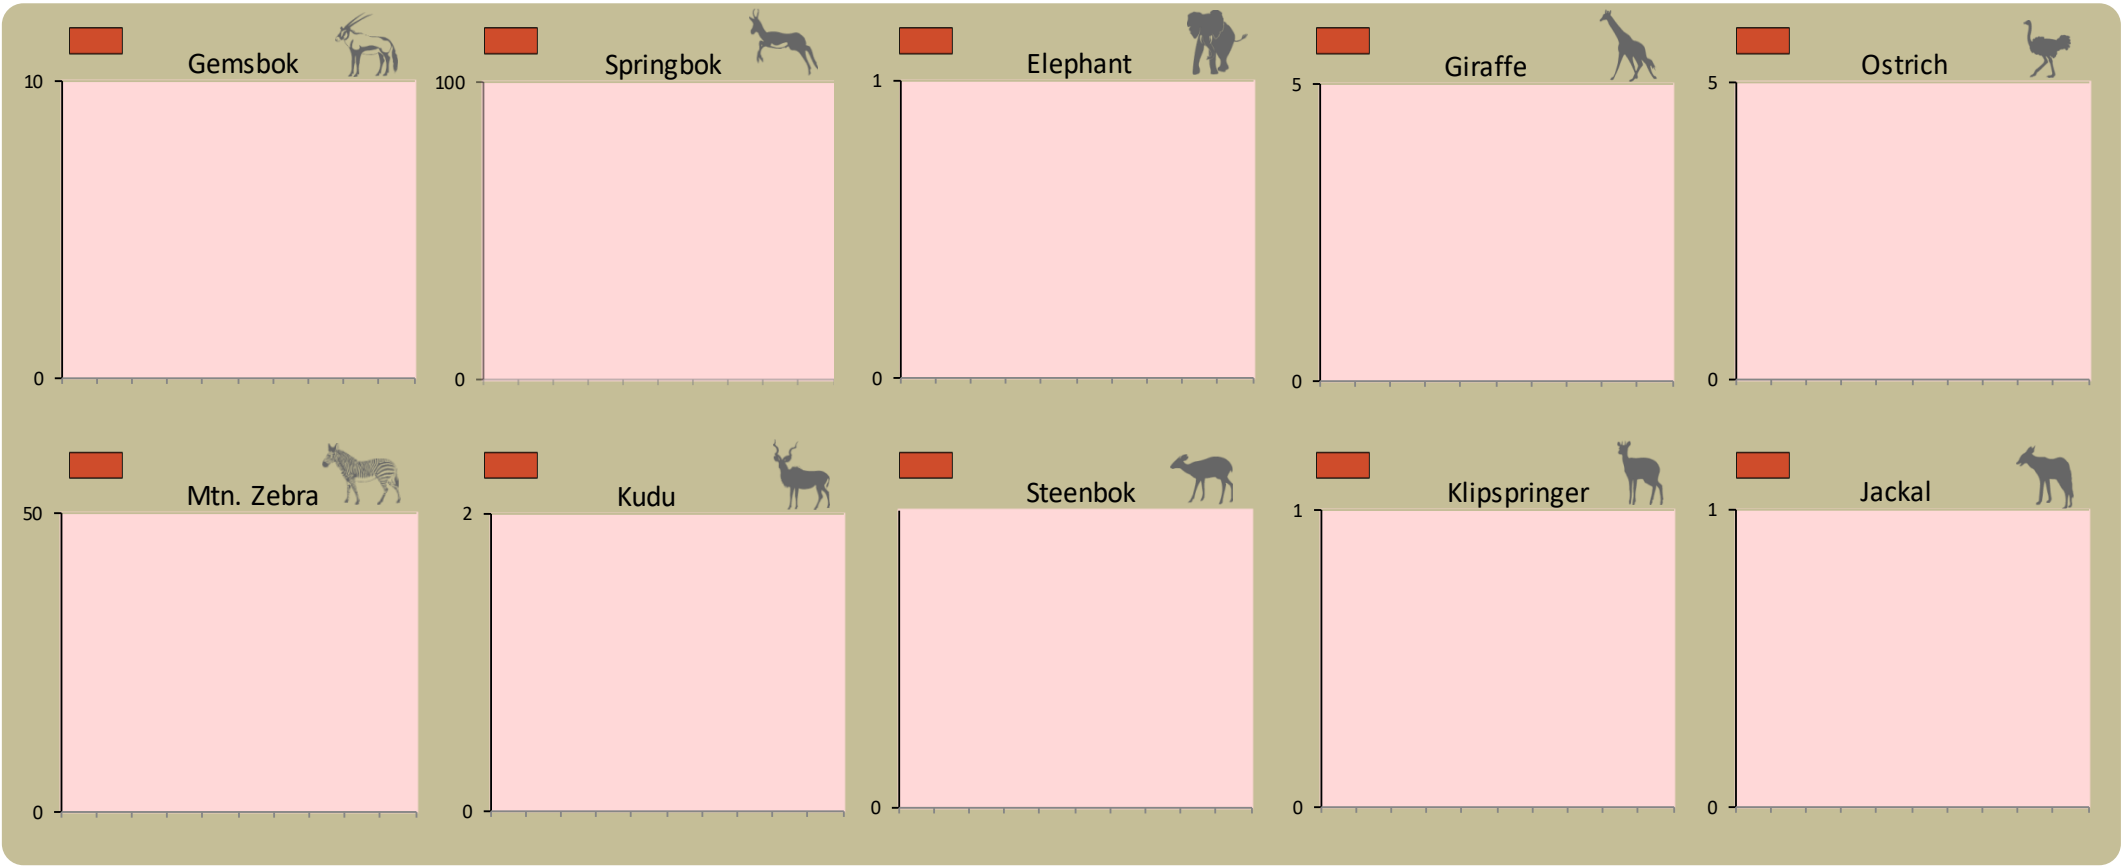 Gemsbok
10
0
Springbok
100
0
Elephant
1
0
Giraffe
5
0
Ostrich
5
0
Mtn. Zebra
50
0
Kudu
2
0
Steenbok
0
Klipspringer
1
0
Jackal
1
0